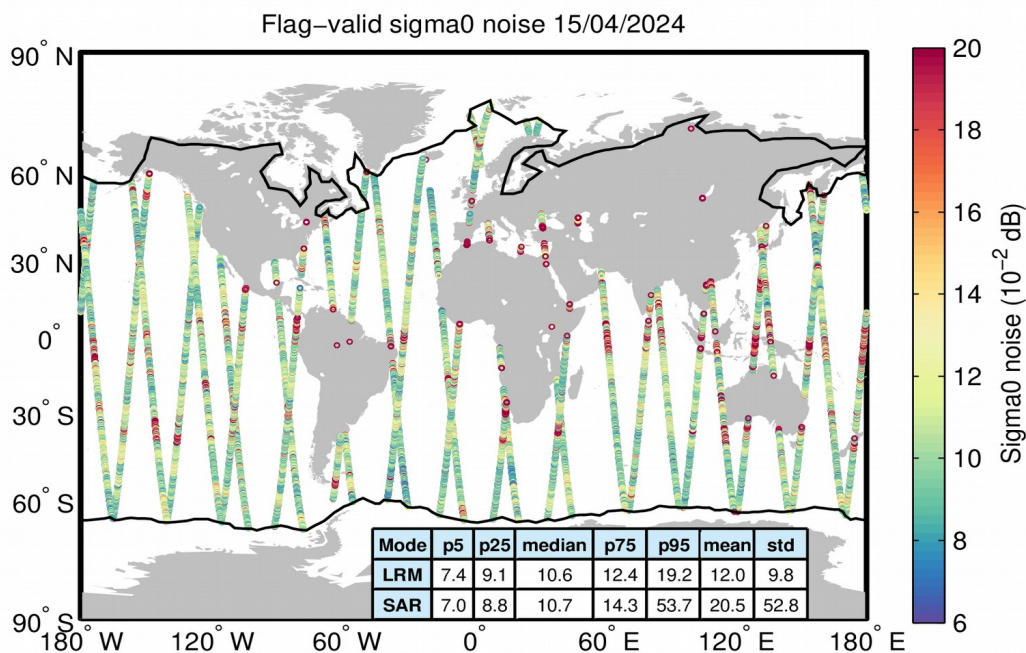 Flag−valid sigma0 noise 15/04/2024
90° N
60° N
30° N
0°
30° S
60° S
90° S
180° W 120° W 60° W 0° 60° E 120° E 180° E
Mode p5 p25 median p75 p95 mean std
LRM 7.4 9.1 10.6 12.4 19.2 12.0 9.8
SAR 7.0 8.8 10.7 14.3 53.7 20.5 52.8
20
18
16
14
12
10
8
6
Sigma0 noise (10⁻² dB)